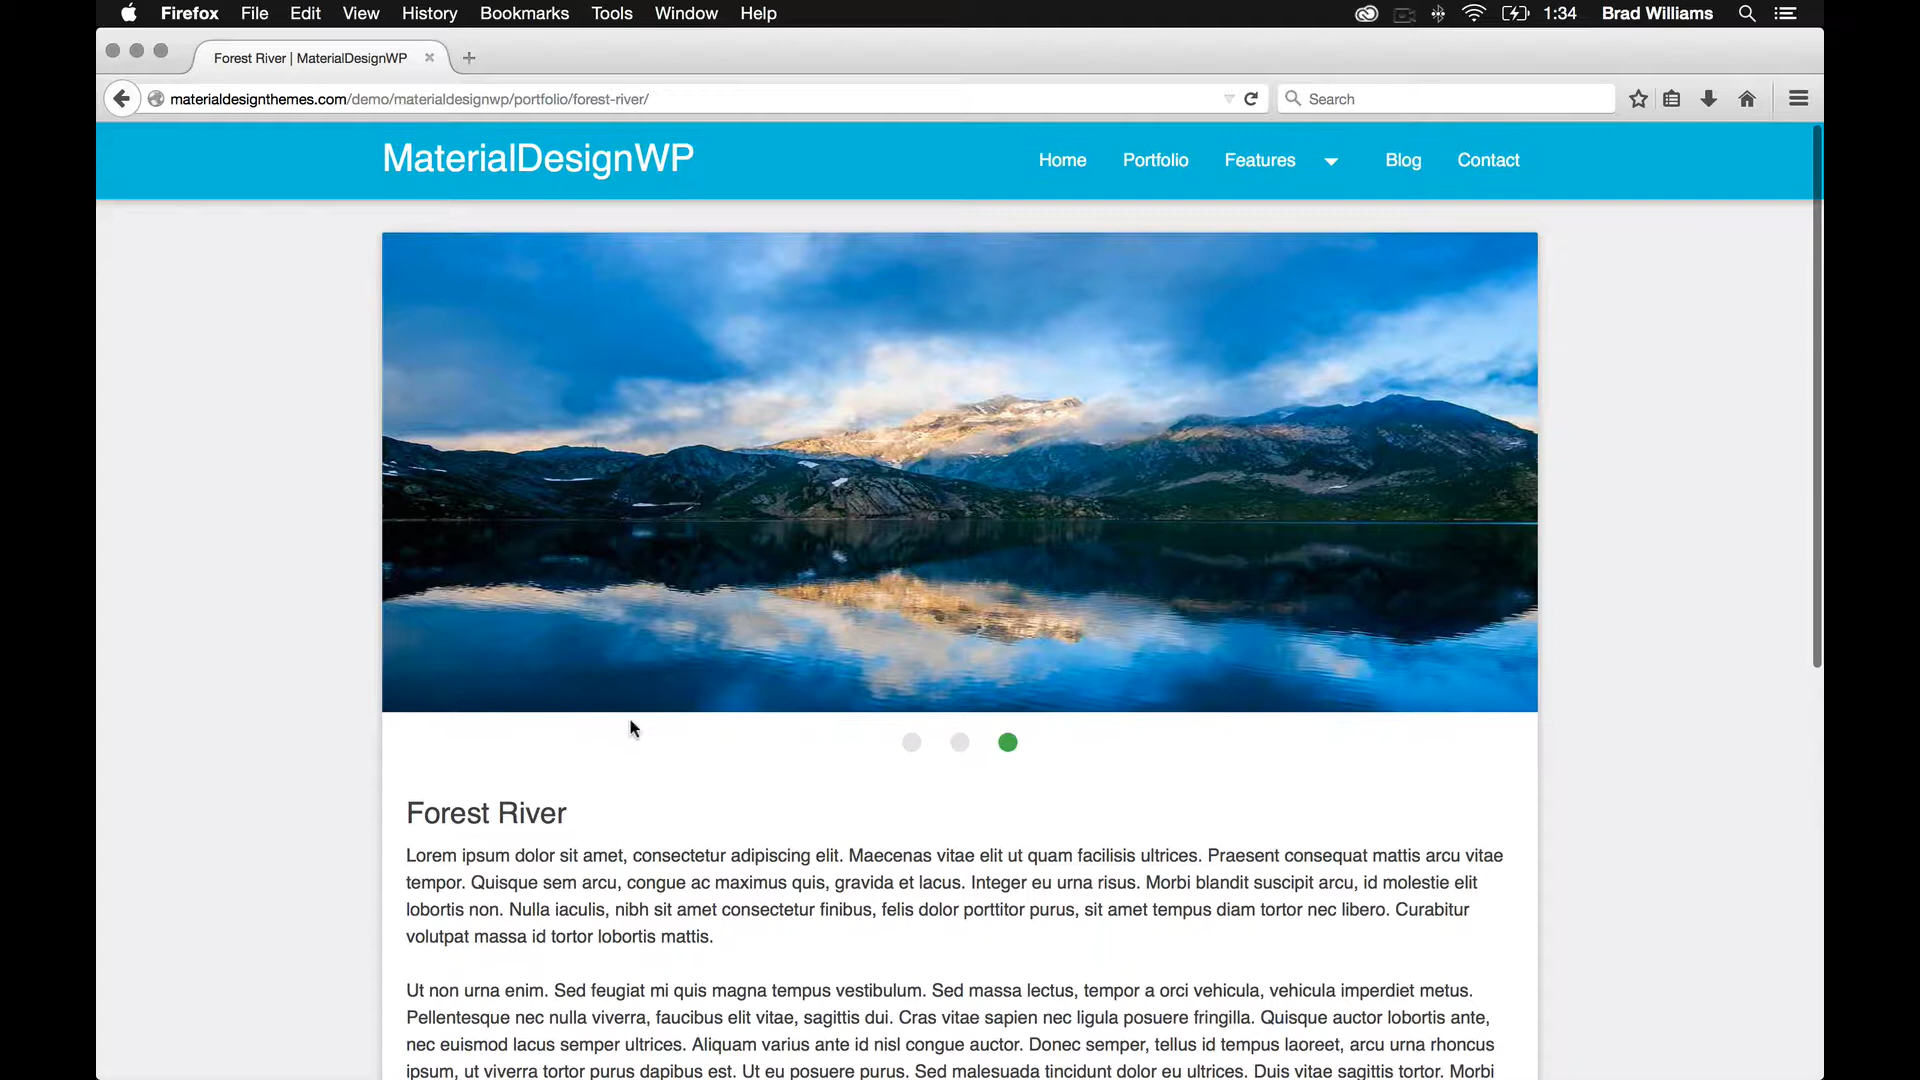 Firefox File Edit View History Bookmarks Tools Window Help 1:34 Brad Williams
Forest River | MaterialDesignWP
materialdesignthemes.com/demo/materialdesignwp/portfolio/forest-river/ Search
MaterialDesignWP Home Portfolio Features Blog Contact
Forest River
Lorem ipsum dolor sit amet, consectetur adipiscing elit. Maecenas vitae elit ut quam facilisis ultrices. Praesent consequat mattis arcu vitae
tempor. Quisque sem arcu, congue ac maximus quis, gravida et lacus. Integer eu urna risus. Morbi blandit suscipit arcu, id molestie elit
lobortis non. Nulla iaculis, nibh sit amet consectetur finibus, felis dolor porttitor purus, sit amet tempus diam tortor nec libero. Curabitur
volutpat massa id tortor lobortis mattis.
Ut non urna enim. Sed feugiat mi quis magna tempus vestibulum. Sed massa lectus, tempor a orci vehicula, vehicula imperdiet metus.
Pellentesque nec nulla viverra, faucibus elit vitae, sagittis dui. Cras vitae sapien nec ligula posuere fringilla. Quisque auctor lobortis ante,
nec euismod lacus semper ultrices. Aliquam varius ante id nisl congue auctor. Donec semper, tellus id tempus laoreet, arcu urna rhoncus
ipsum, ut viverra tortor purus dapibus est. Ut eu posuere purus. Sed malesuada tincidunt dolor eu ultrices. Duis vitae sagittis tortor. Morbi